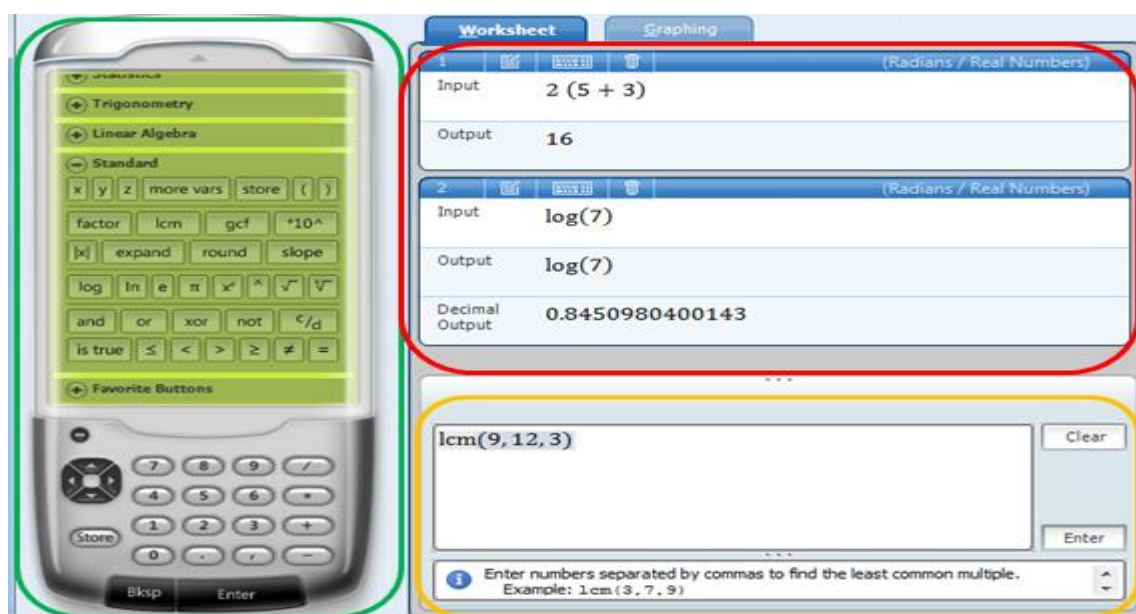 Statistics
Trigonometry
Linear Algebra
Standard
x y z more vars store ( )
factor lcm gcf *10^
|x| expand round slope
log ln e π x² ^ √
and or xor not c/d
is true ≤ < > ≥ ≠ =
Favorite Buttons
7 8 9 /
4 5 6 *
Store
1 2 3 +
0 . , −
Bksp Enter
Worksheet Graphing
1 (Radians / Real Numbers)
Input 2 (5 + 3)
Output 16
2 (Radians / Real Numbers)
Input log(7)
Output log(7)
Decimal
Output 0.8450980400143
lcm(9, 12, 3)
Clear
Enter
Enter numbers separated by commas to find the least common multiple.
Example: lcm(3, 7, 9)